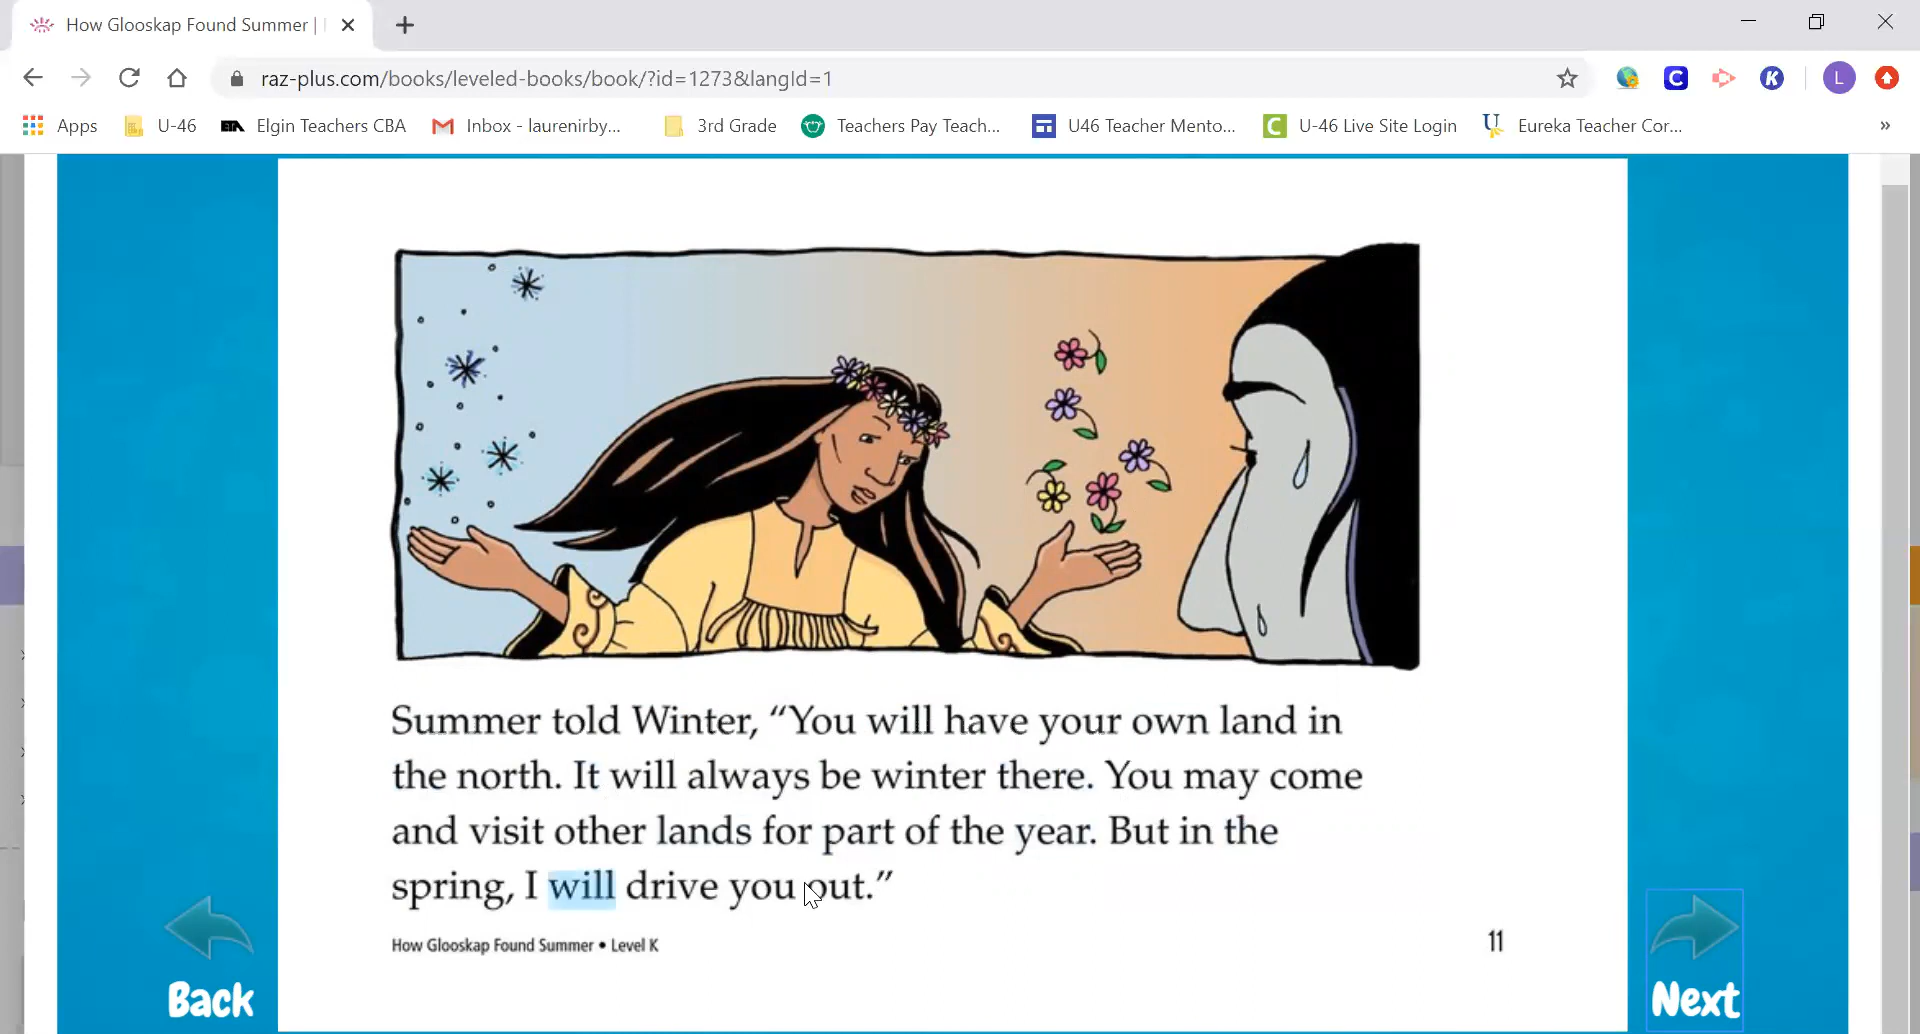 How Glooskap Found Summer |
raz-plus.com/books/leveled-books/book/?id=1273&langId=1
C
K
L
Apps
U-46
ETA
Elgin Teachers CBA
Inbox - laurenirby...
3rd Grade
Teachers Pay Teach...
U46 Teacher Mento...
C
U-46 Live Site Login
Eureka Teacher Cor...
»
Summer told Winter, “You will have your own land in
the north. It will always be winter there. You may come
and visit other lands for part of the year. But in the
spring, I will drive you out.”
How Glooskap Found Summer • Level K
11
Back
Next